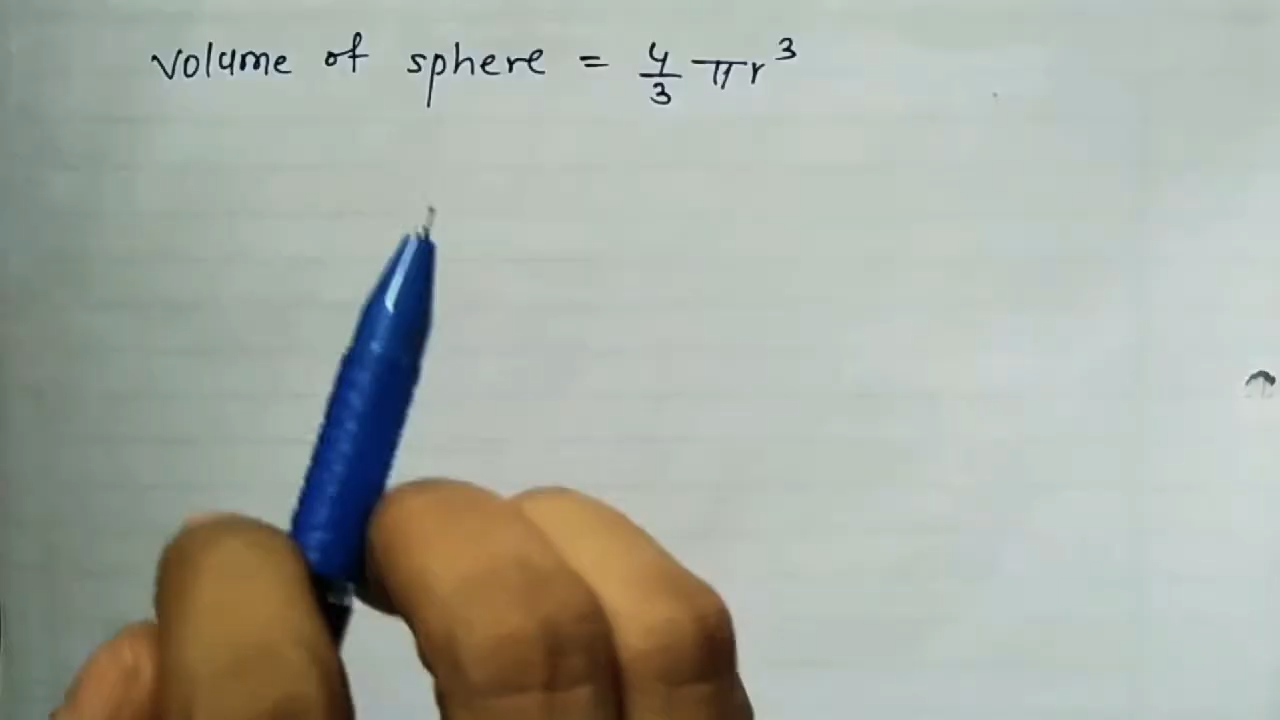 volume of sphere = 4/3 πr³